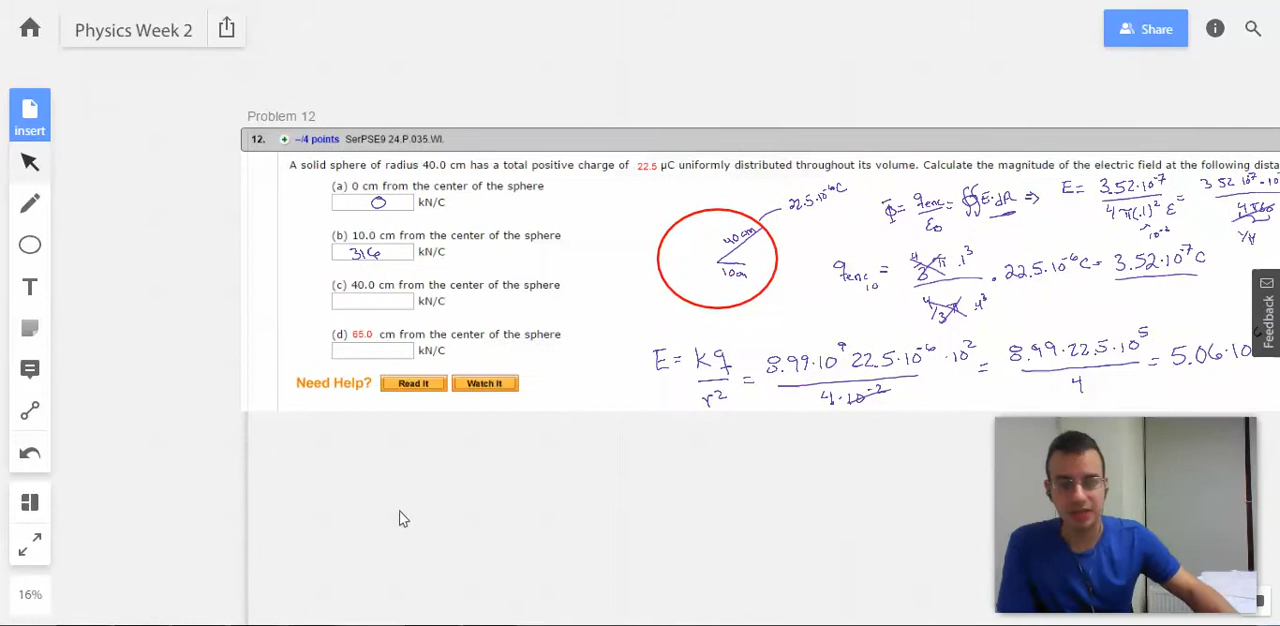 Physics Week 2
Share
insert
Problem 12
12. --/4 points SerPSE9 24.P.035.WI.
A solid sphere of radius 40.0 cm has a total positive charge of 22.5 µC uniformly distributed throughout its volume. Calculate the magnitude of the electric field at the following dista
(a) 0 cm from the center of the sphere
0 kN/C
(b) 10.0 cm from the center of the sphere
316 kN/C
(c) 40.0 cm from the center of the sphere
kN/C
(d) 65.0 cm from the center of the sphere
kN/C
Need Help? Read It Watch It
22.5·10⁻⁶C
40cm
10cm
Φ = qenc/ε₀ = ∯E·dA ⇒
E = 3.52·10⁻⁷ / 4π(.1)² ε =
10⁻²
qenc₁₀ = 4/3 π .1³ / 4/3 π .4³ · 22.5·10⁻⁶C = 3.52·10⁻⁷C
E = kq/r² = 8.99·10⁹ 22.5·10⁻⁶ ·10² / 4·10⁻² = 8.99·22.5·10⁵ / 4 = 5.06·10
Feedback
16%